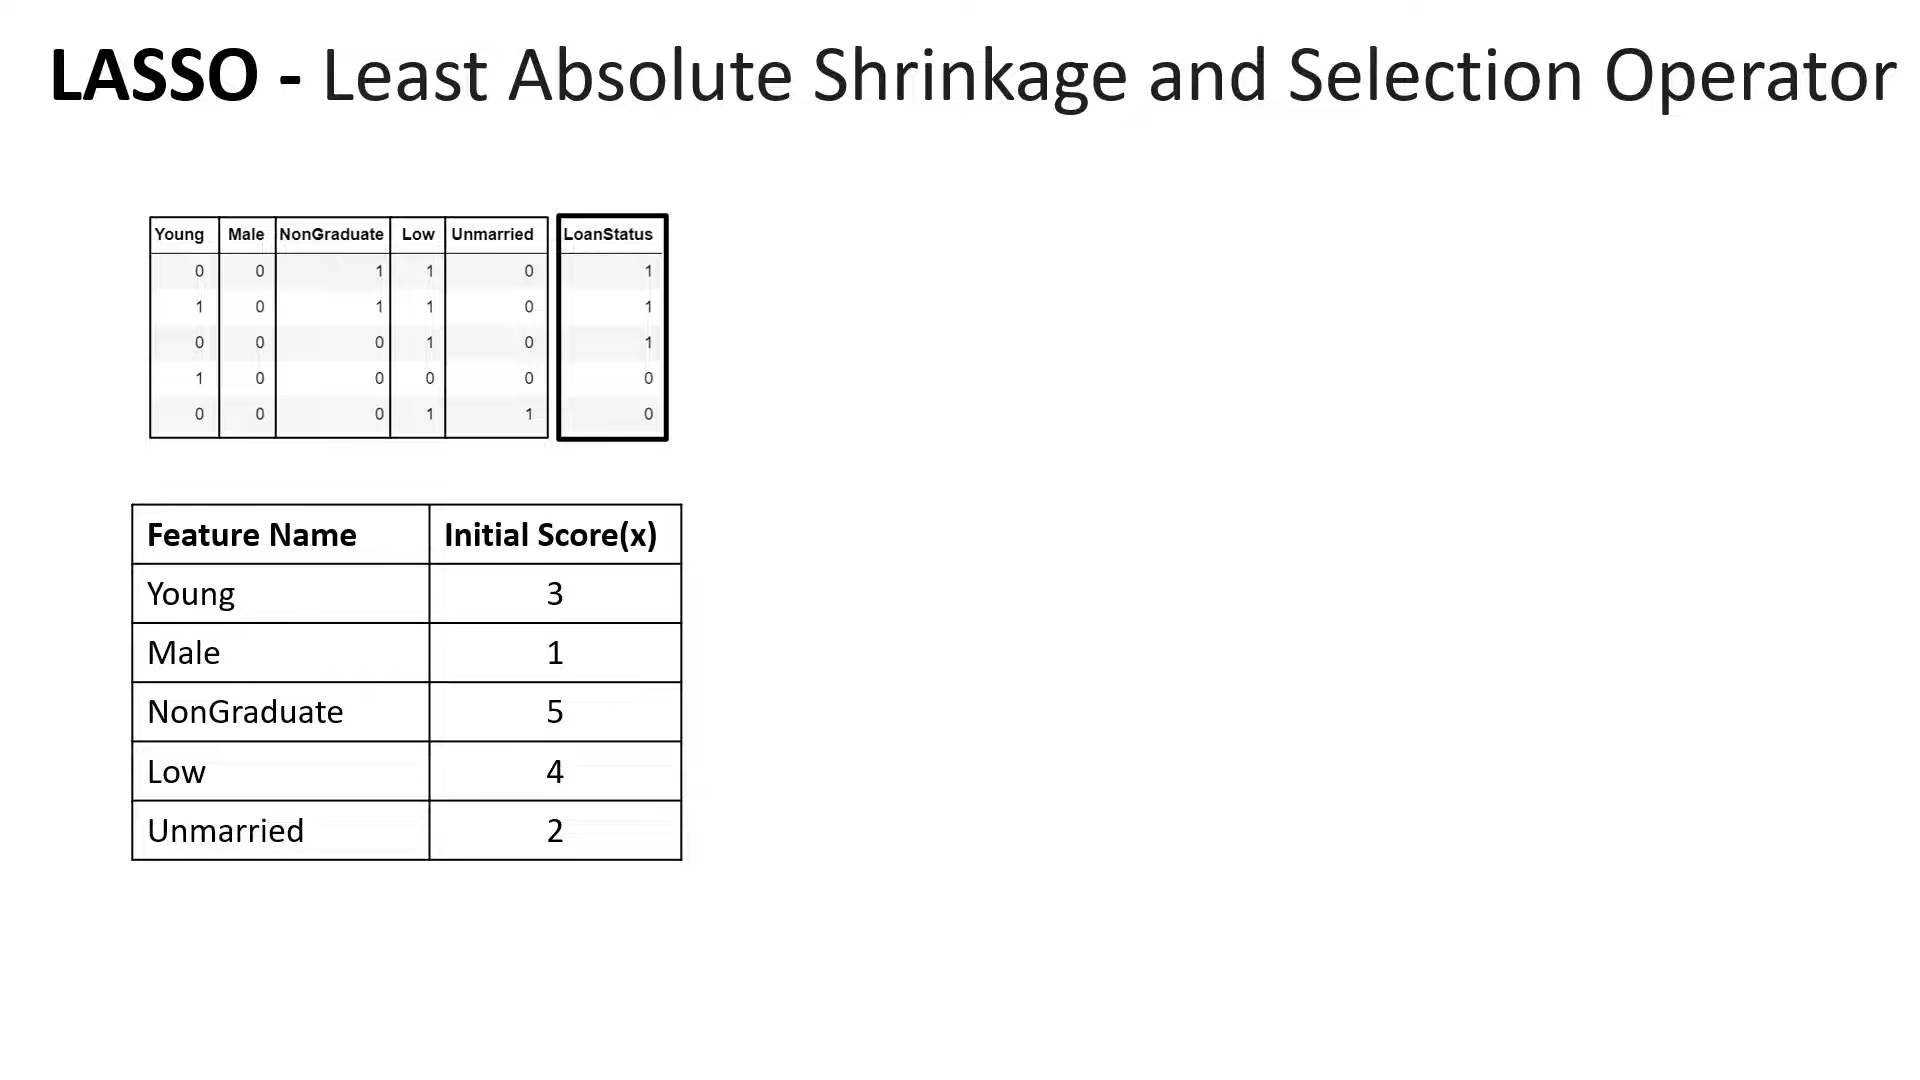 LASSO - Least Absolute Shrinkage and Selection Operator
Young Male NonGraduate Low Unmarried LoanStatus
0 0 1 1 0 1
1 0 1 1 0 1
0 0 0 1 0 1
1 0 0 0 0 0
0 0 0 1 1 0
Feature Name Initial Score(x)
Young 3
Male 1
NonGraduate 5
Low 4
Unmarried 2